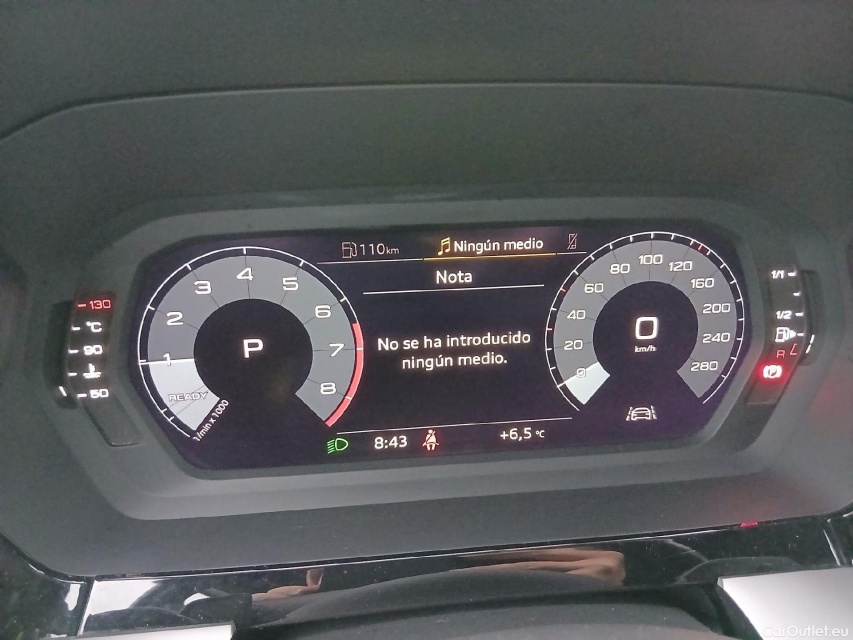 110 km
Ningún medio
Nota
No se ha introducido
ningún medio.
8:43
+6,5 °C
130
°C
90
50
READY
1
2
3
4
5
6
7
8
1/min x 1000
P
0
20
40
60
80
100
120
160
200
240
280
0
km/h
1/1
1/2
R
(P)
CarOutlet.eu